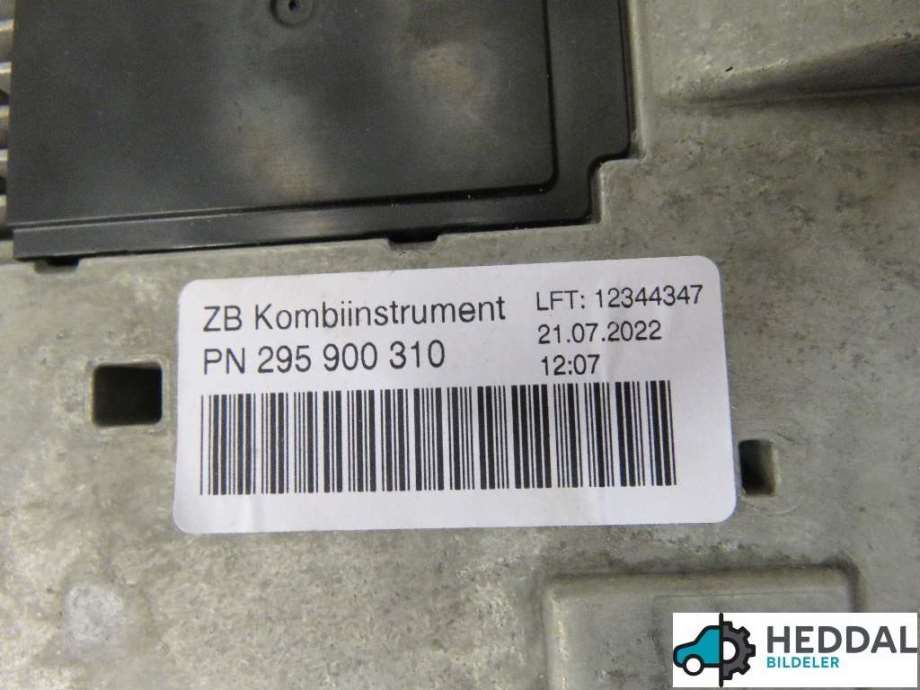 ZB Kombiinstrument
PN 295 900 310
LFT: 12344347
21.07.2022
12:07
HEDDAL
BILDELER